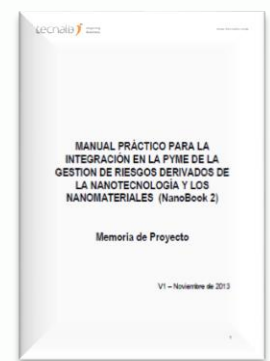 tecnalia
MANUAL PRÁCTICO PARA LA
INTEGRACIÓN EN LA PYME DE LA
GESTION DE RIESGOS DERIVADOS DE
LA NANOTECNOLOGÍA Y LOS
NANOMATERIALES (NanoBook 2)
Memoria de Proyecto
V1 – Noviembre de 2013